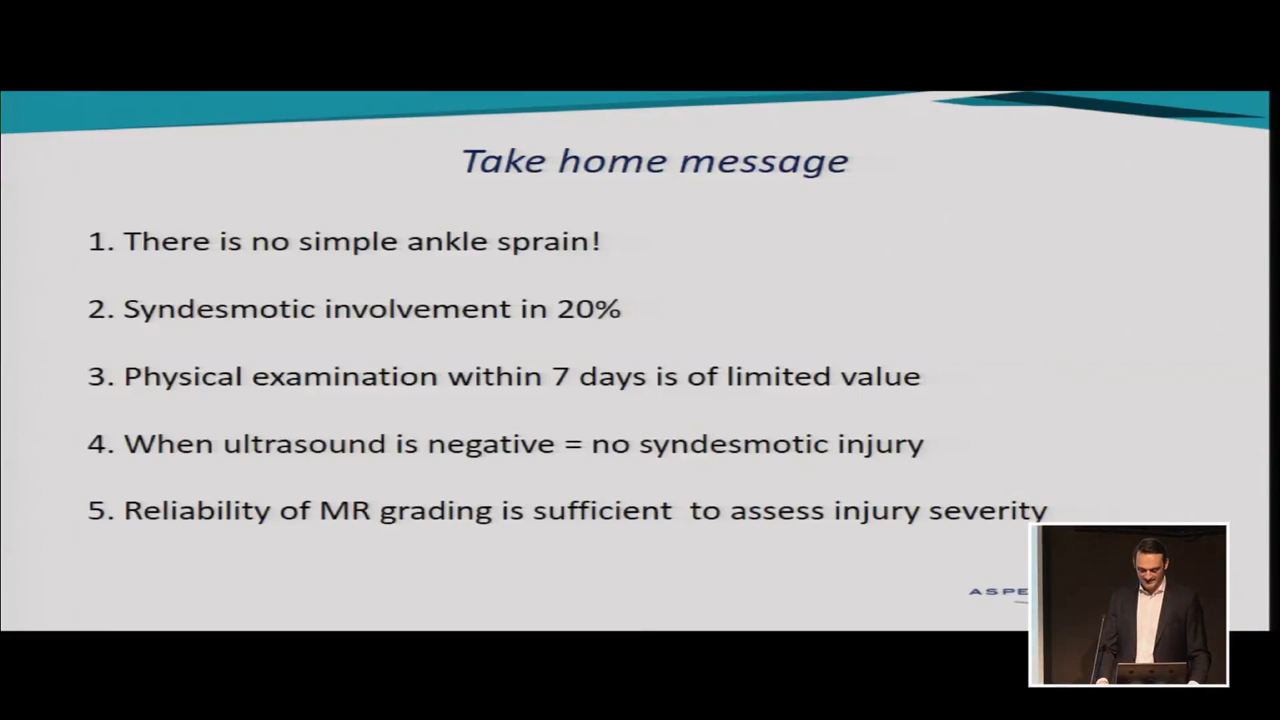 Take home message
1. There is no simple ankle sprain!
2. Syndesmotic involvement in 20%
3. Physical examination within 7 days is of limited value
4. When ultrasound is negative = no syndesmotic injury
5. Reliability of MR grading is sufficient to assess injury severity